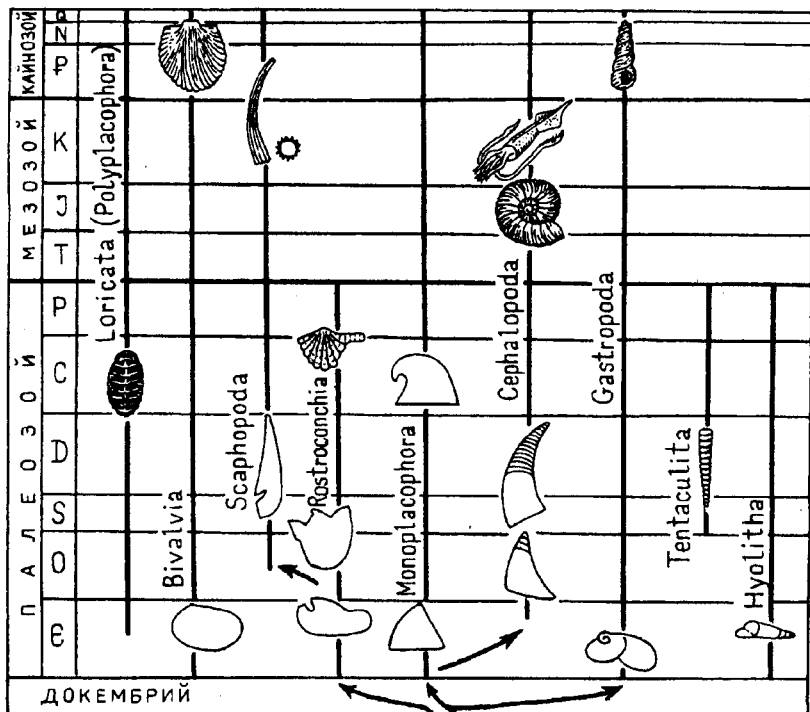 КАЙНОЗОЙ
Q
N
₽
МЕЗОЗОЙ
K
J
T
ПАЛЕОЗОЙ
P
C
D
S
O
Є
ДОКЕМБРИЙ
Loricata (Polyplacophora)
Bivalvia
Scaphopoda
Rostroconchia
Monoplacophora
Cephalopoda
Gastropoda
Tentaculita
Hyolitha